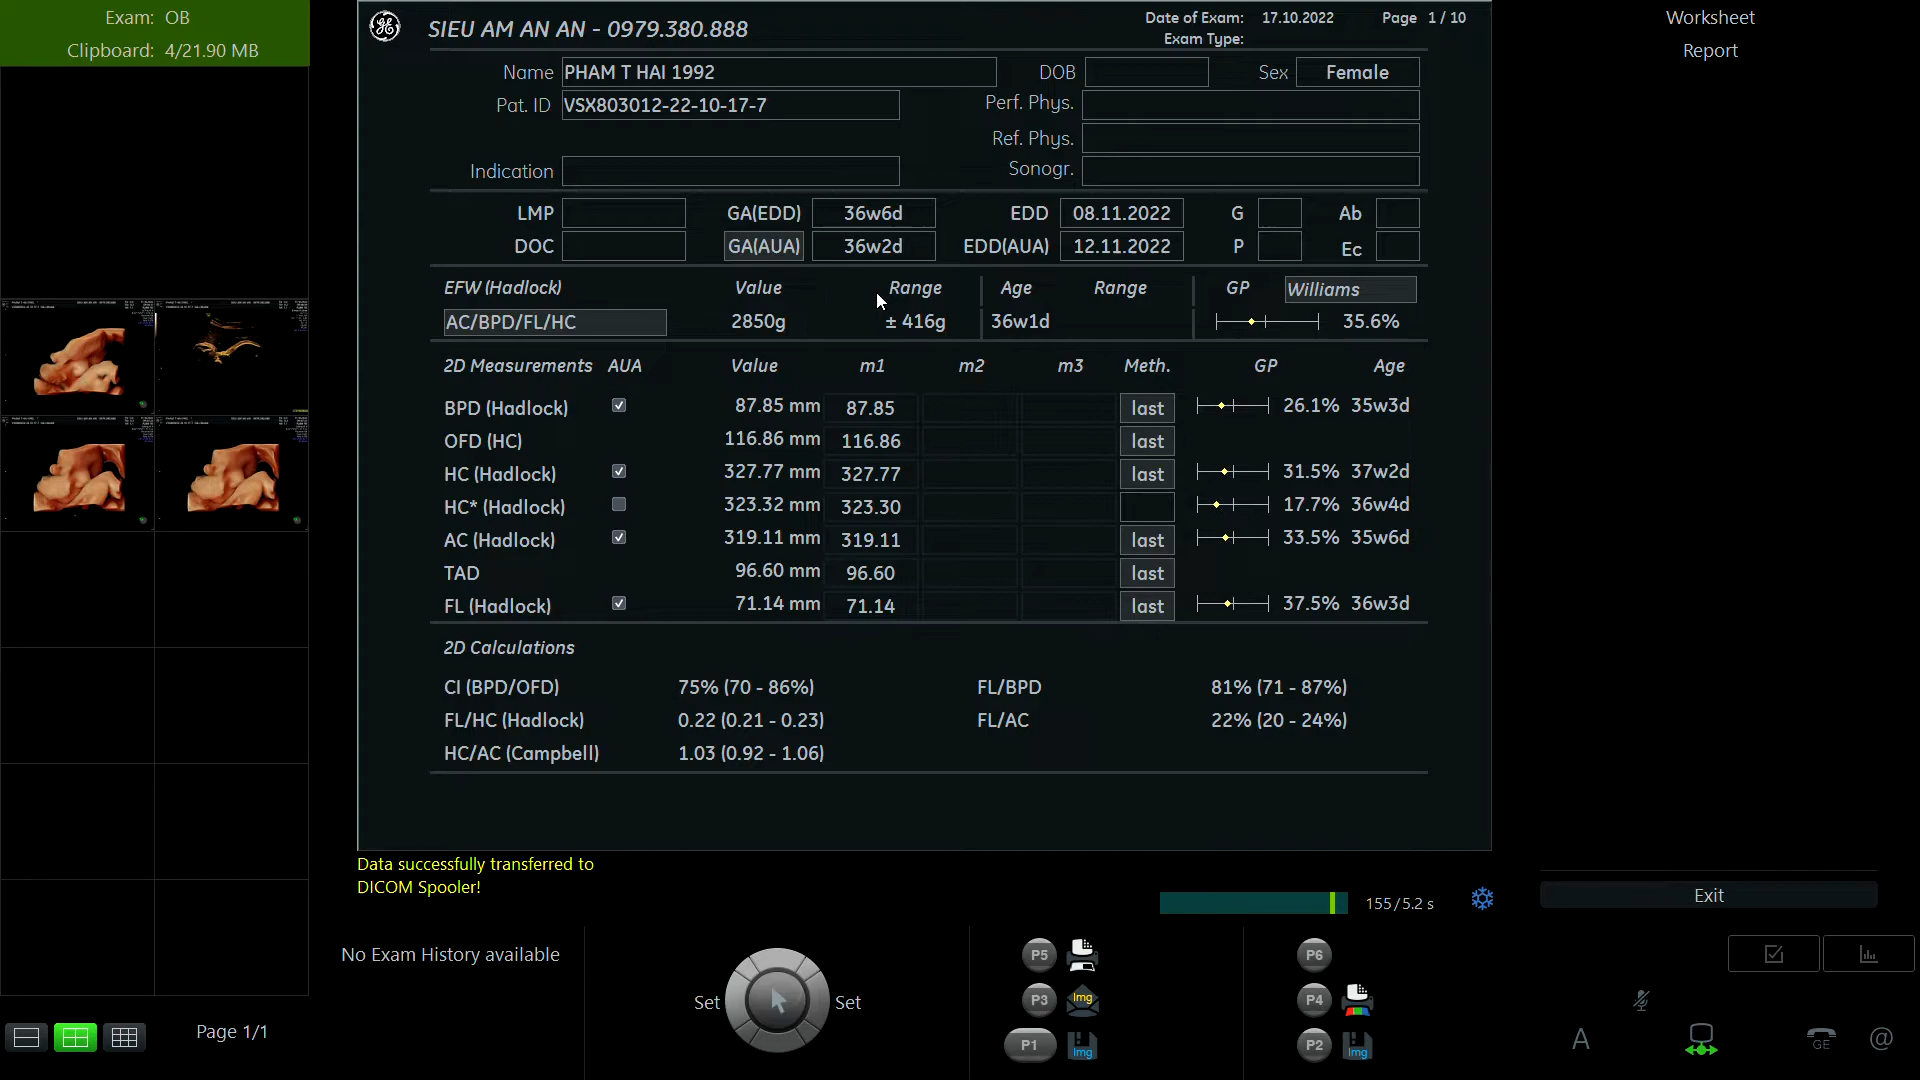 Exam: OB
Clipboard: 4/21.90 MB
SIEU AM AN AN - 0979.380.888
Date of Exam: 17.10.2022 Page 1 / 10
Exam Type:
Name PHAM T HAI 1992 DOB Sex Female
Pat. ID VSX803012-22-10-17-7 Perf. Phys.
Ref. Phys.
Indication Sonogr.
LMP GA(EDD) 36w6d EDD 08.11.2022 G Ab
DOC GA(AUA) 36w2d EDD(AUA) 12.11.2022 P Ec
EFW (Hadlock) Value Range Age Range GP Williams
AC/BPD/FL/HC 2850g ± 416g 36w1d 35.6%
2D Measurements AUA Value m1 m2 m3 Meth. GP Age
BPD (Hadlock) 87.85 mm 87.85 last 26.1% 35w3d
OFD (HC) 116.86 mm 116.86 last
HC (Hadlock) 327.77 mm 327.77 last 31.5% 37w2d
HC* (Hadlock) 323.32 mm 323.30 17.7% 36w4d
AC (Hadlock) 319.11 mm 319.11 last 33.5% 35w6d
TAD 96.60 mm 96.60 last
FL (Hadlock) 71.14 mm 71.14 last 37.5% 36w3d
2D Calculations
CI (BPD/OFD) 75% (70 - 86%) FL/BPD 81% (71 - 87%)
FL/HC (Hadlock) 0.22 (0.21 - 0.23) FL/AC 22% (20 - 24%)
HC/AC (Campbell) 1.03 (0.92 - 1.06)
Data successfully transferred to
DICOM Spooler!
155/5.2 s
Worksheet
Report
Exit
No Exam History available
Set Set
P5 P6
P3 Img P4
P1 Img P2 Img
Page 1/1
A GE @